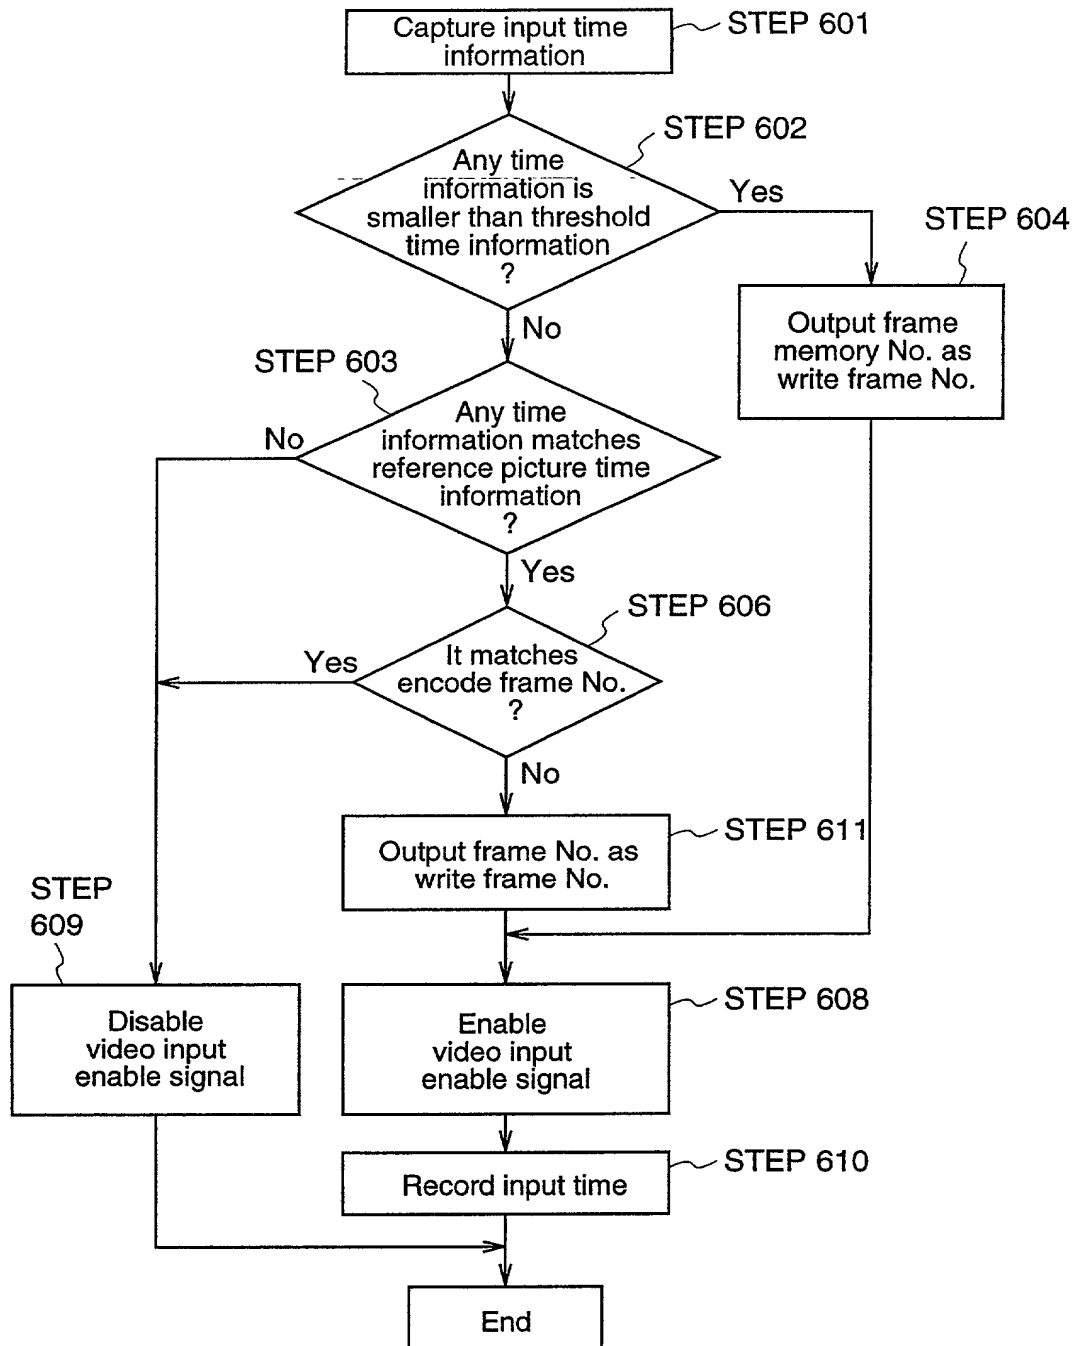 Capture input time
information
STEP 601
STEP 602
Any time
information is
smaller than threshold
time information
?
Yes
STEP 604
Output frame
memory No. as
write frame No.
No
STEP 603
Any time
information matches
reference picture time
information
?
No
Yes
STEP 606
It matches
encode frame No.
?
Yes
No
STEP 611
Output frame No. as
write frame No.
STEP
609
Disable
video input
enable signal
STEP 608
Enable
video input
enable signal
STEP 610
Record input time
End